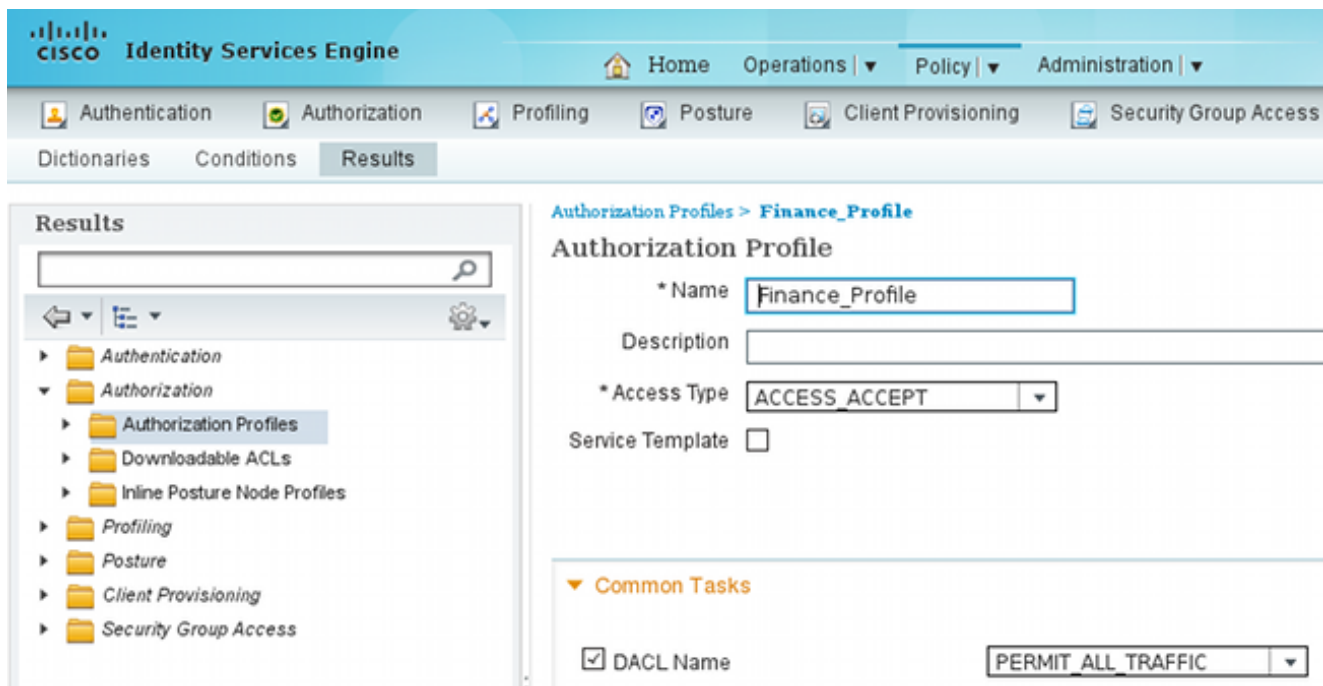 CISCO Identity Services Engine
Home Operations | Policy | Administration |
Authentication Authorization Profiling Posture Client Provisioning Security Group Access
Dictionaries Conditions Results
Results
Authentication
Authorization
Authorization Profiles
Downloadable ACLs
Inline Posture Node Profiles
Profiling
Posture
Client Provisioning
Security Group Access
Authorization Profiles > Finance_Profile
Authorization Profile
* Name Finance_Profile
Description
* Access Type ACCESS_ACCEPT
Service Template
Common Tasks
DACL Name PERMIT_ALL_TRAFFIC